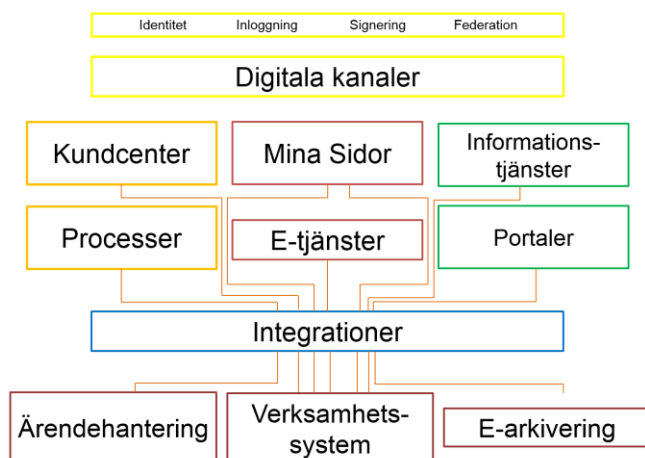 Identitet Inloggning Signering Federation
Digitala kanaler
Kundcenter
Mina Sidor
Informations-
tjänster
Processer
E-tjänster
Portaler
Integrationer
Ärendehantering
Verksamhets-
system
E-arkivering